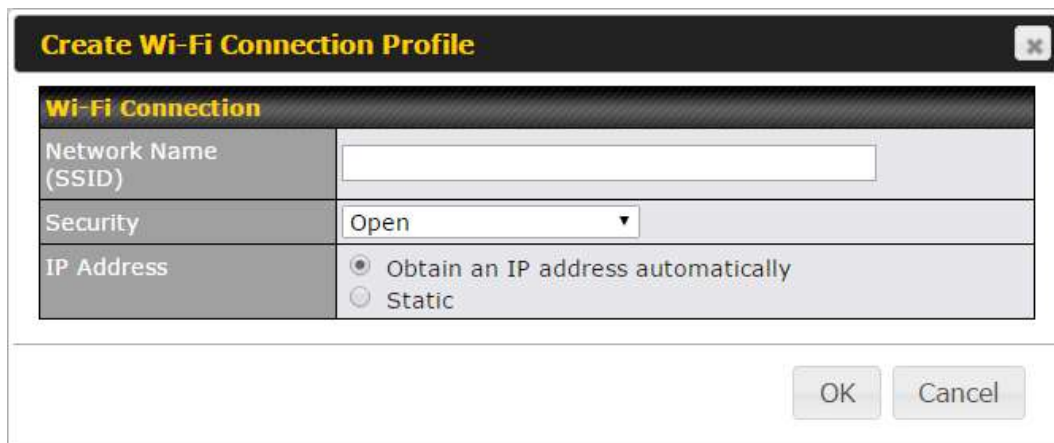 Create Wi-Fi Connection Profile
Wi-Fi Connection
Network Name
(SSID)
Security
Open
IP Address
Obtain an IP address automatically
Static
OK
Cancel